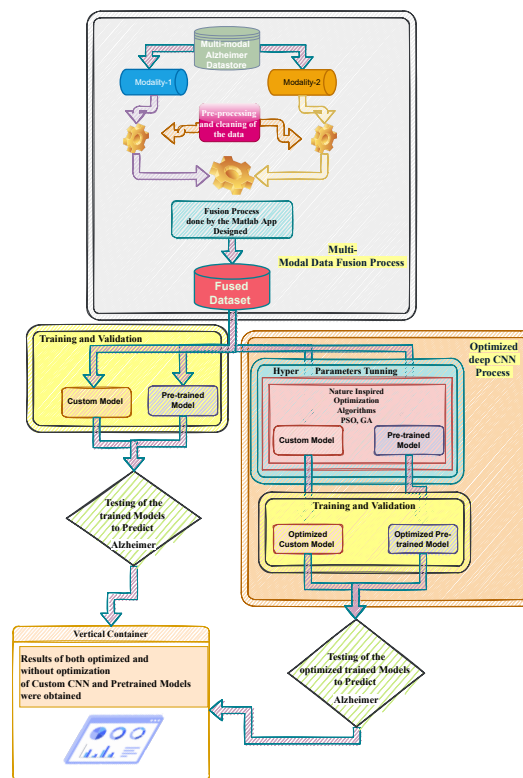 Multi-modal
Alzheimer
Datastore
Modality-1
Modality-2
Pre-processing
and cleaning of
the data
Fusion Process
done by the Matlab App
Designed
Multi-
Modal Data Fusion Process
Fused
Dataset
Training and Validation
Custom Model
Pre-trained
Model
Optimized
deep CNN
Process
Hyper Parameters Tunning
Nature Inspired
Optimization
Algorithms
PSO, GA
Custom Model
Pre-trained
Model
Training and Validation
Optimized
Custom Model
Optimized Pre-
trained Model
Testing of the
trained Models
to Predict
Alzheimer
Testing of the
optimized trained Models
to Predict
Alzheimer
Vertical Container
Results of both optimized and
without optimization
of Custom CNN and Pretrained Models
were obtained